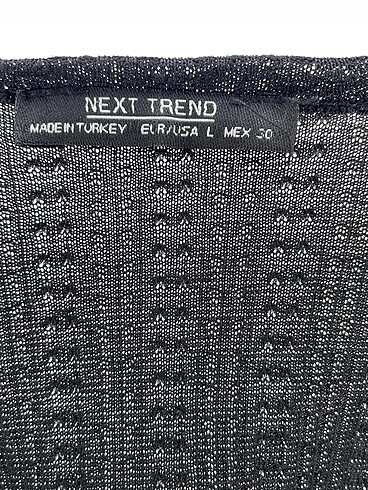 NEXT TREND
MADE IN TURKEY EUR/USA L MEX 30